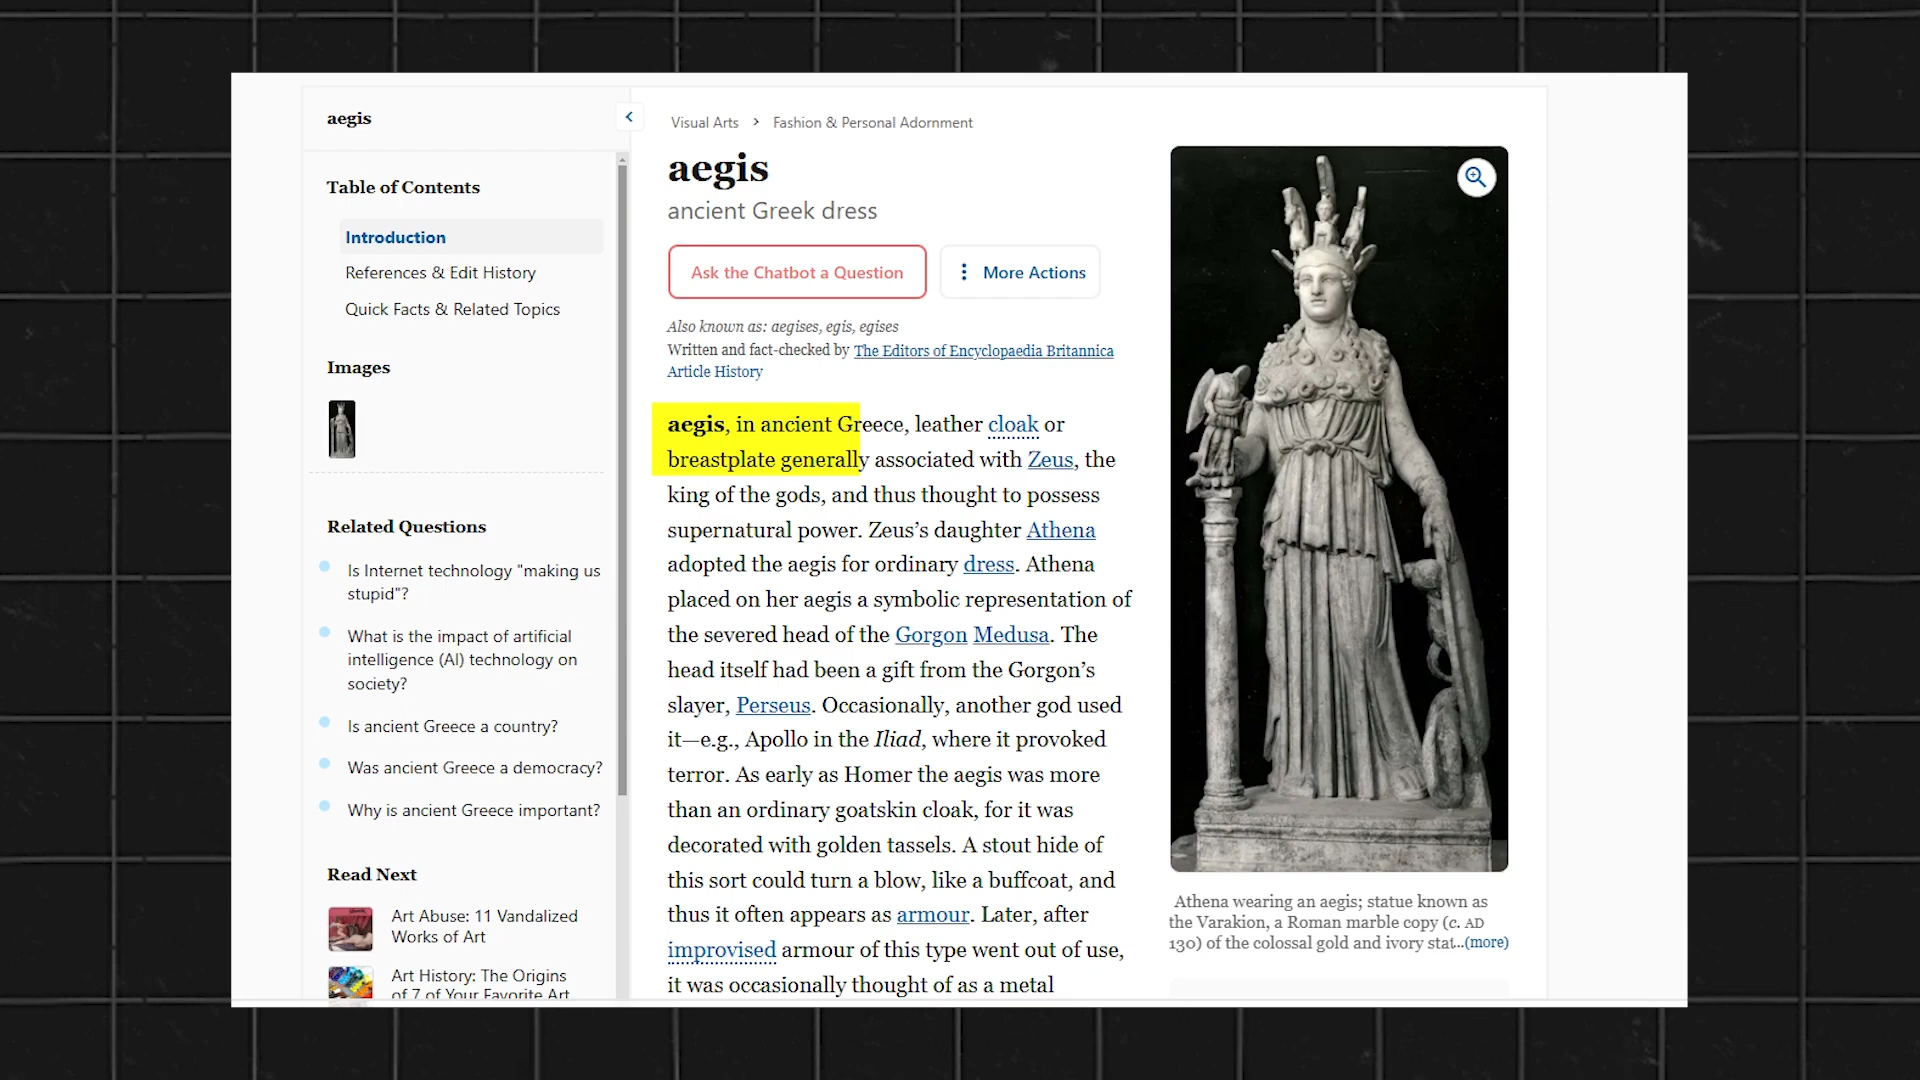 aegis
Table of Contents
Introduction
References & Edit History
Quick Facts & Related Topics
Images
Related Questions
Is Internet technology "making us
stupid"?
What is the impact of artificial
intelligence (AI) technology on
society?
Is ancient Greece a country?
Was ancient Greece a democracy?
Why is ancient Greece important?
Read Next
Art Abuse: 11 Vandalized
Works of Art
Art History: The Origins
of 7 of Your Favorite Art
Visual Arts > Fashion & Personal Adornment
aegis
ancient Greek dress
Ask the Chatbot a Question
More Actions
Also known as: aegises, egis, egises
Written and fact-checked by The Editors of Encyclopaedia Britannica
Article History
aegis, in ancient Greece, leather cloak or
breastplate generally associated with Zeus, the
king of the gods, and thus thought to possess
supernatural power. Zeus’s daughter Athena
adopted the aegis for ordinary dress. Athena
placed on her aegis a symbolic representation of
the severed head of the Gorgon Medusa. The
head itself had been a gift from the Gorgon’s
slayer, Perseus. Occasionally, another god used
it—e.g., Apollo in the Iliad, where it provoked
terror. As early as Homer the aegis was more
than an ordinary goatskin cloak, for it was
decorated with golden tassels. A stout hide of
this sort could turn a blow, like a buffcoat, and
thus it often appears as armour. Later, after
improvised armour of this type went out of use,
it was occasionally thought of as a metal
Athena wearing an aegis; statue known as
the Varakion, a Roman marble copy (c. AD
130) of the colossal gold and ivory stat...(more)